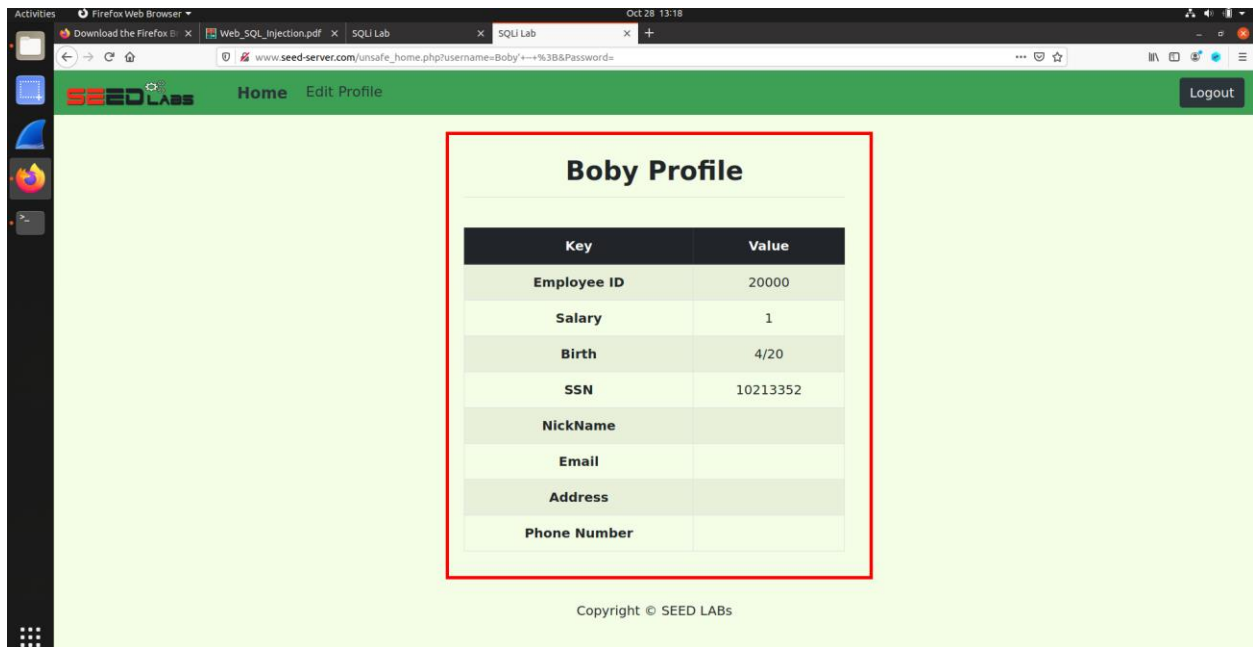 Activities Firefox Web Browser Oct 28 13:18
Download the Firefox B Web_SQL_Injection.pdf SQLi Lab SQLi Lab
www.seed-server.com/unsafe_home.php?username=Boby'+--+%3B&Password=
SEED LABS Home Edit Profile Logout
Boby Profile
Key Value
Employee ID 20000
Salary 1
Birth 4/20
SSN 10213352
NickName
Email
Address
Phone Number
Copyright © SEED LABs